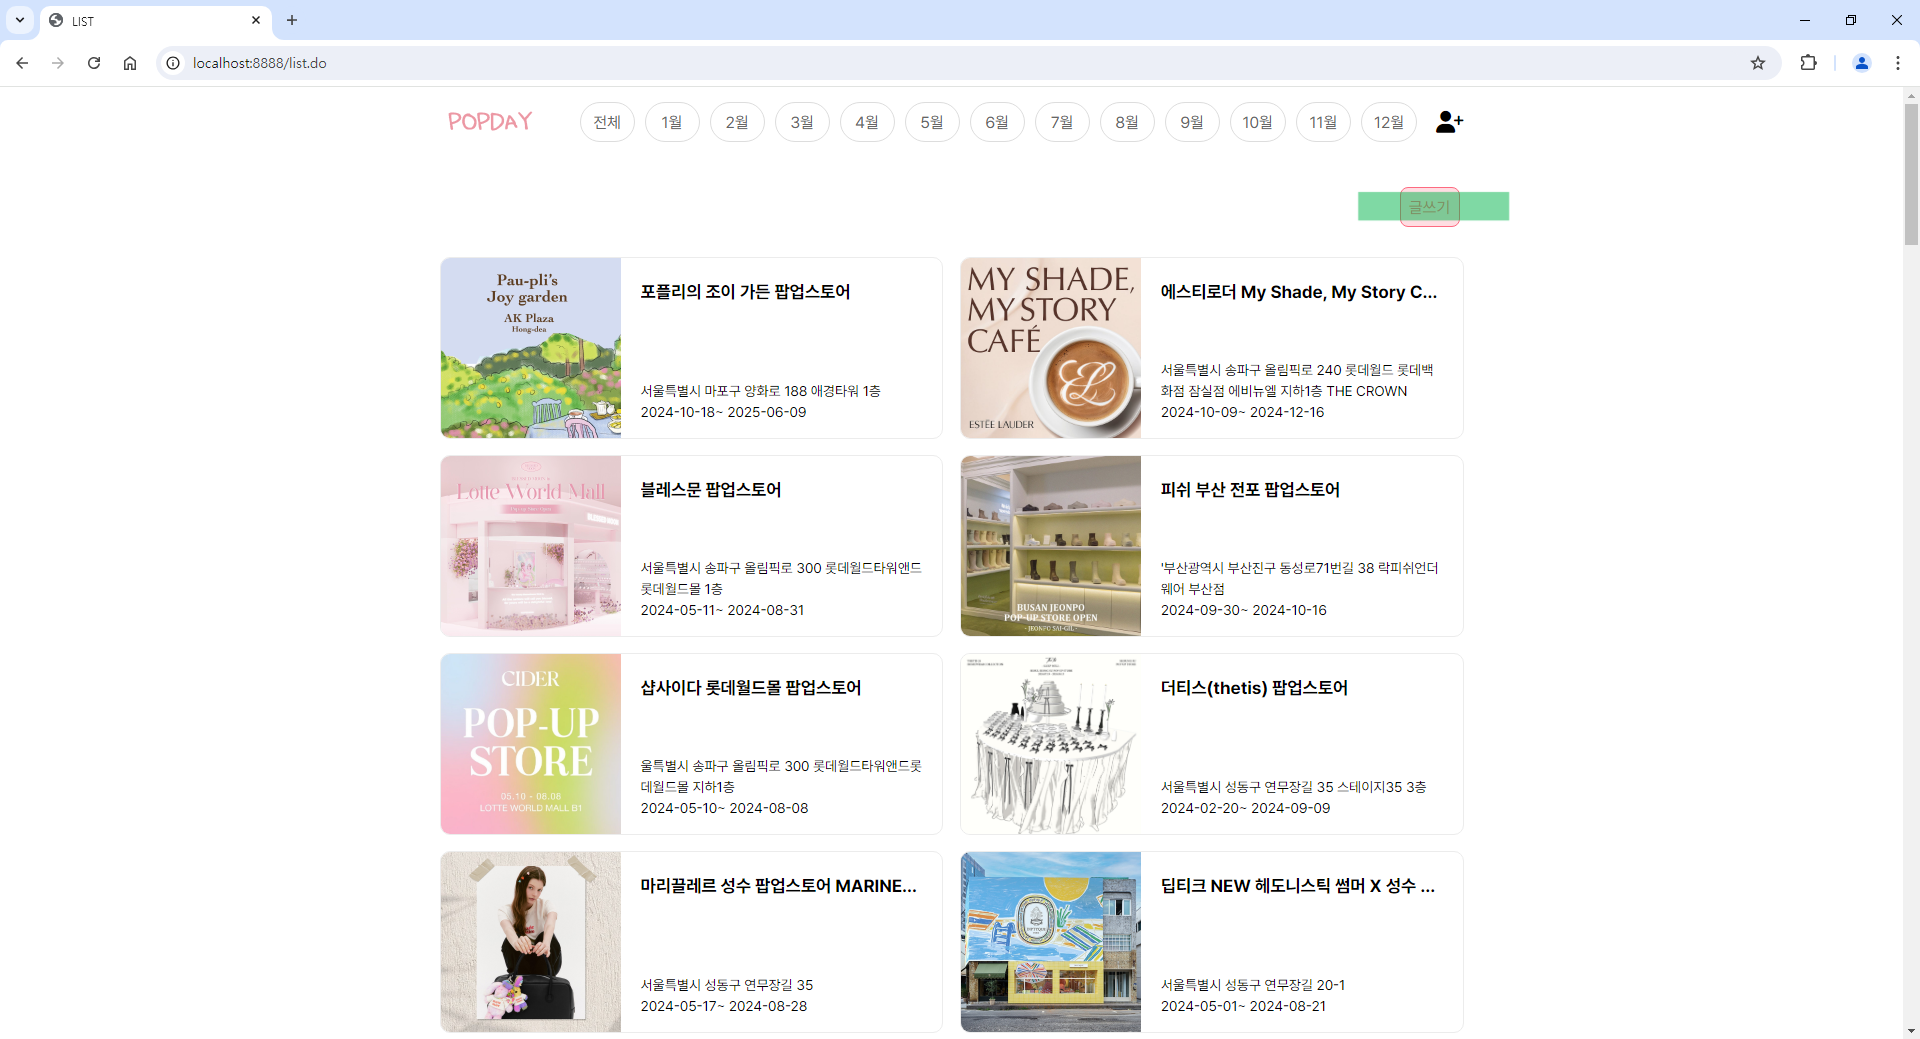 LIST
localhost:8888/list.do
POPDAY
전체 1월 2월 3월 4월 5월 6월 7월 8월 9월 10월 11월 12월
글쓰기
Pau-pli's
Joy garden
AK Plaza
Hong-dea
포플리의 조이 가든 팝업스토어
서울특별시 마포구 양화로 188 애경타워 1층
2024-10-18~ 2025-06-09
MY SHADE,
MY STORY
CAFÉ
ESTĒE LAUDER
에스티로더 My Shade, My Story C...
서울특별시 송파구 올림픽로 240 롯데월드 롯데백
화점 잠실점 에비뉴엘 지하1층 THE CROWN
2024-10-09~ 2024-12-16
Lotte World Mall
블레스문 팝업스토어
서울특별시 송파구 올림픽로 300 롯데월드타워앤드
롯데월드몰 1층
2024-05-11~ 2024-08-31
BUSAN JEONPO
POP-UP STORE OPEN
- JEONPO SAI-GIL -
피쉬 부산 전포 팝업스토어
'부산광역시 부산진구 동성로71번길 38 락피쉬언더
웨어 부산점
2024-09-30~ 2024-10-16
CIDER
POP-UP
STORE
05.10 - 06.06
LOTTE WORLD MALL B1
샵사이다 롯데월드몰 팝업스토어
울특별시 송파구 올림픽로 300 롯데월드타워앤드롯
데월드몰 지하1층
2024-05-10~ 2024-08-08
더티스(thetis) 팝업스토어
서울특별시 성동구 연무장길 35 스테이지35 3층
2024-02-20~ 2024-09-09
마리끌레르 성수 팝업스토어 MARINE...
서울특별시 성동구 연무장길 35
2024-05-17~ 2024-08-28
딥티크 NEW 헤도니스틱 썸머 X 성수 ...
서울특별시 성동구 연무장길 20-1
2024-05-01~ 2024-08-21